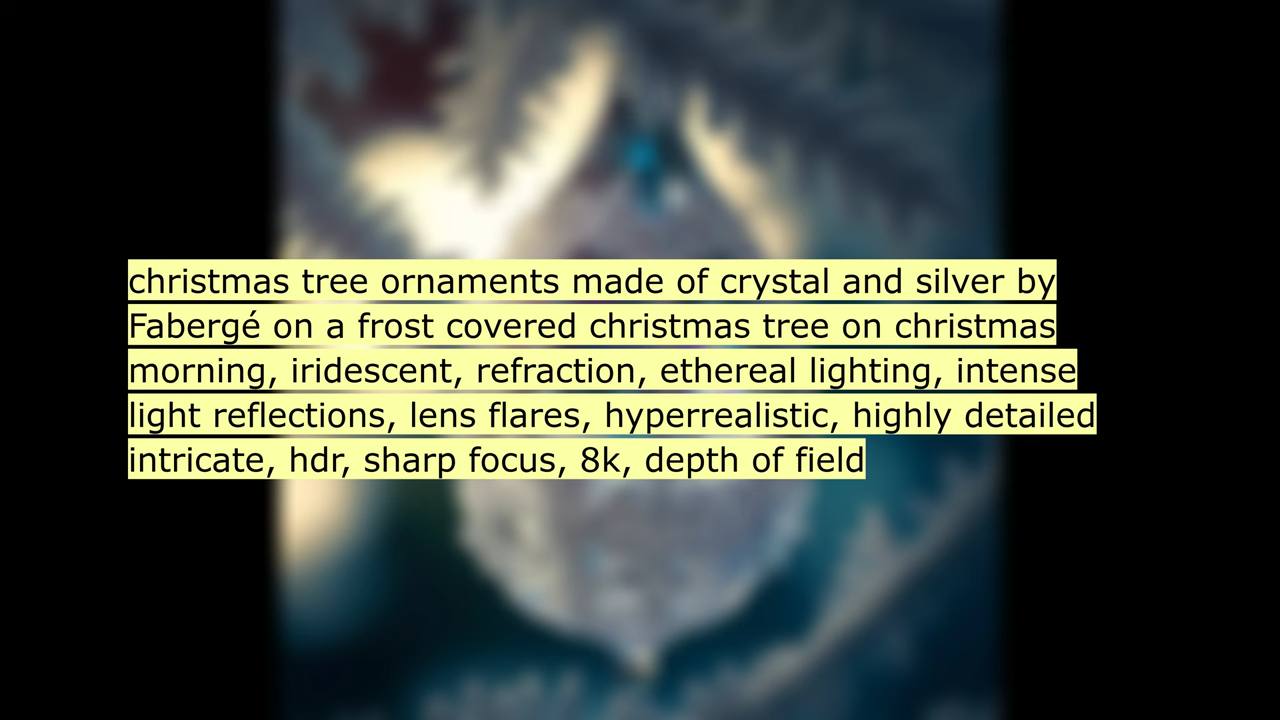 christmas tree ornaments made of crystal and silver by
Fabergé on a frost covered christmas tree on christmas
morning, iridescent, refraction, ethereal lighting, intense
light reflections, lens flares, hyperrealistic, highly detailed
intricate, hdr, sharp focus, 8k, depth of field